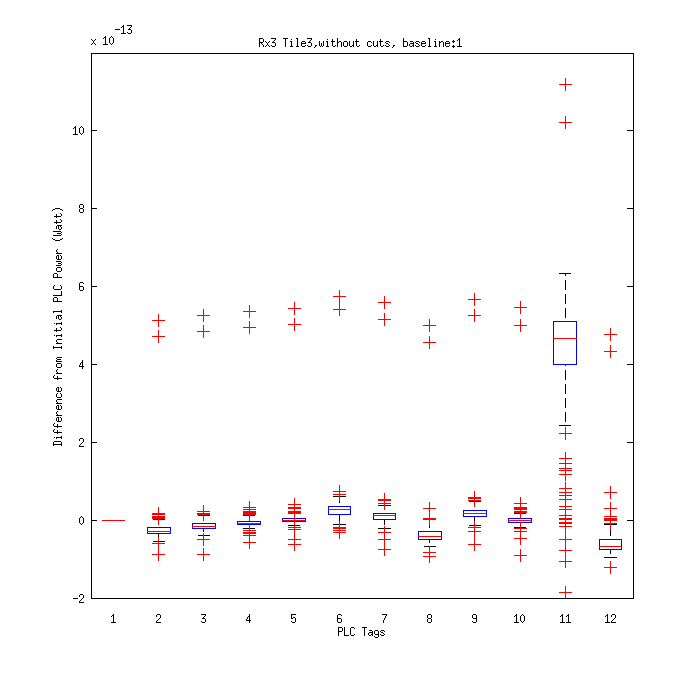 x 10-13
Rx3 Tile3,without cuts, baseline:1
Difference from Initial PLC Power (Watt)
10
8
6
4
2
0
-2
1 2 3 4 5 6 7 8 9 10 11 12
PLC Tags